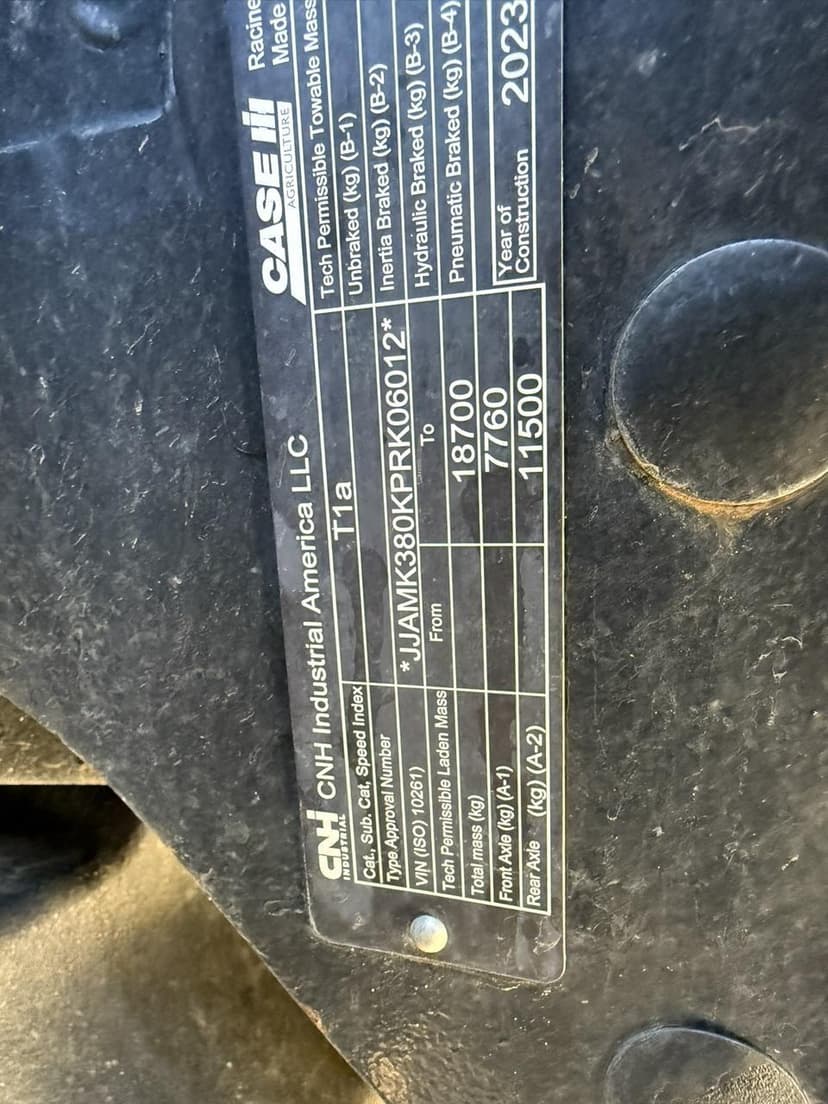 CNH INDUSTRIAL CNH Industrial America LLC
CASE IH AGRICULTURE
Racine
Made
Cat., Sub. Cat, Speed Index T1a
Type Approval Number
VIN (ISO) 10261) *JJAMK380KPRK06012*
Tech Permissible Laden Mass From To
Total mass (kg) 18700
Front Axle (kg) (A-1) 7760
Rear Axle (kg) (A-2) 11500
Tech Permissible Towable Mass
Unbraked (kg) (B-1)
Inertia Braked (kg) (B-2)
Hydraulic Braked (kg) (B-3)
Pneumatic Braked (kg) (B-4)
Year of
Construction 2023